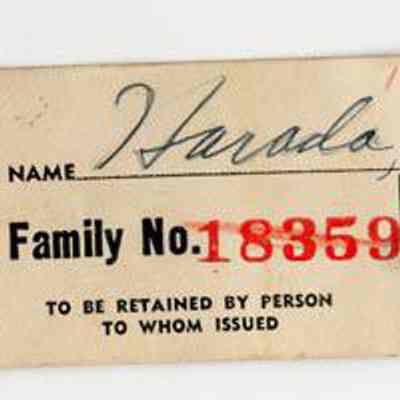 NAME Harada,
Family No. 18359
TO BE RETAINED BY PERSON
TO WHOM ISSUED